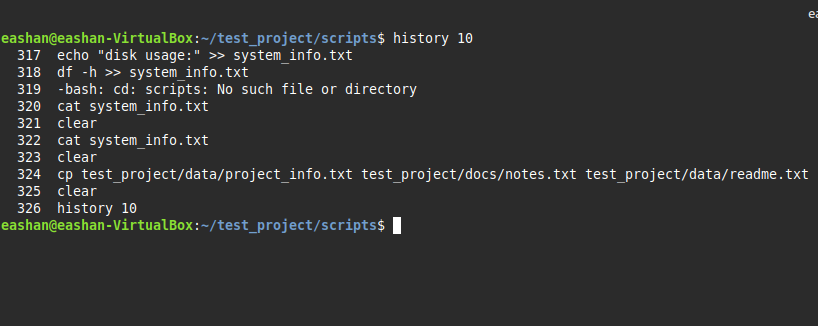 ea
eashan@eashan-VirtualBox:~/test_project/scripts$ history 10
317 echo "disk usage:" >> system_info.txt
318 df -h >> system_info.txt
319 -bash: cd: scripts: No such file or directory
320 cat system_info.txt
321 clear
322 cat system_info.txt
323 clear
324 cp test_project/data/project_info.txt test_project/docs/notes.txt test_project/data/readme.txt
325 clear
326 history 10
eashan@eashan-VirtualBox:~/test_project/scripts$